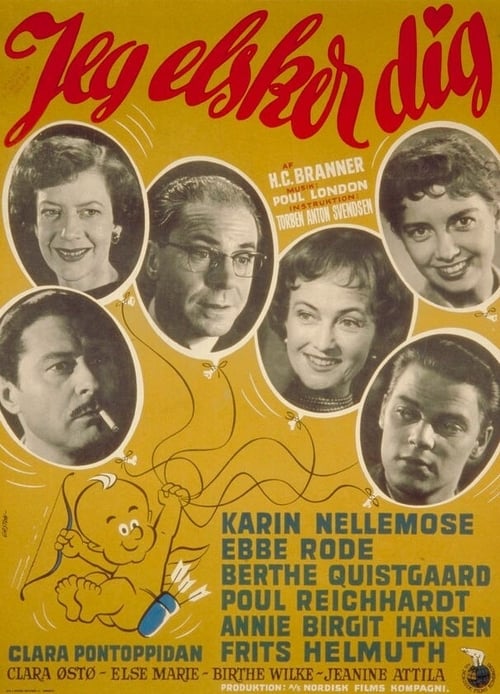 Jeg elsker dig
AF
H.C. BRANNER
MUSIK:
POUL LONDON
INSTRUKTION:
TORBEN ANTON SVENDSEN
KARIN NELLEMOSE
EBBE RODE
BERTHE QUISTGAARD
POUL REICHHARDT
ANNIE BIRGIT HANSEN
CLARA PONTOPPIDAN FRITS HELMUTH
CLARA ØSTØ - ELSE MARIE - BIRTHE WILKE - JEANINE ATTILA
PRODUKTION: A/S NORDISK FILMS KOMPAGNI.